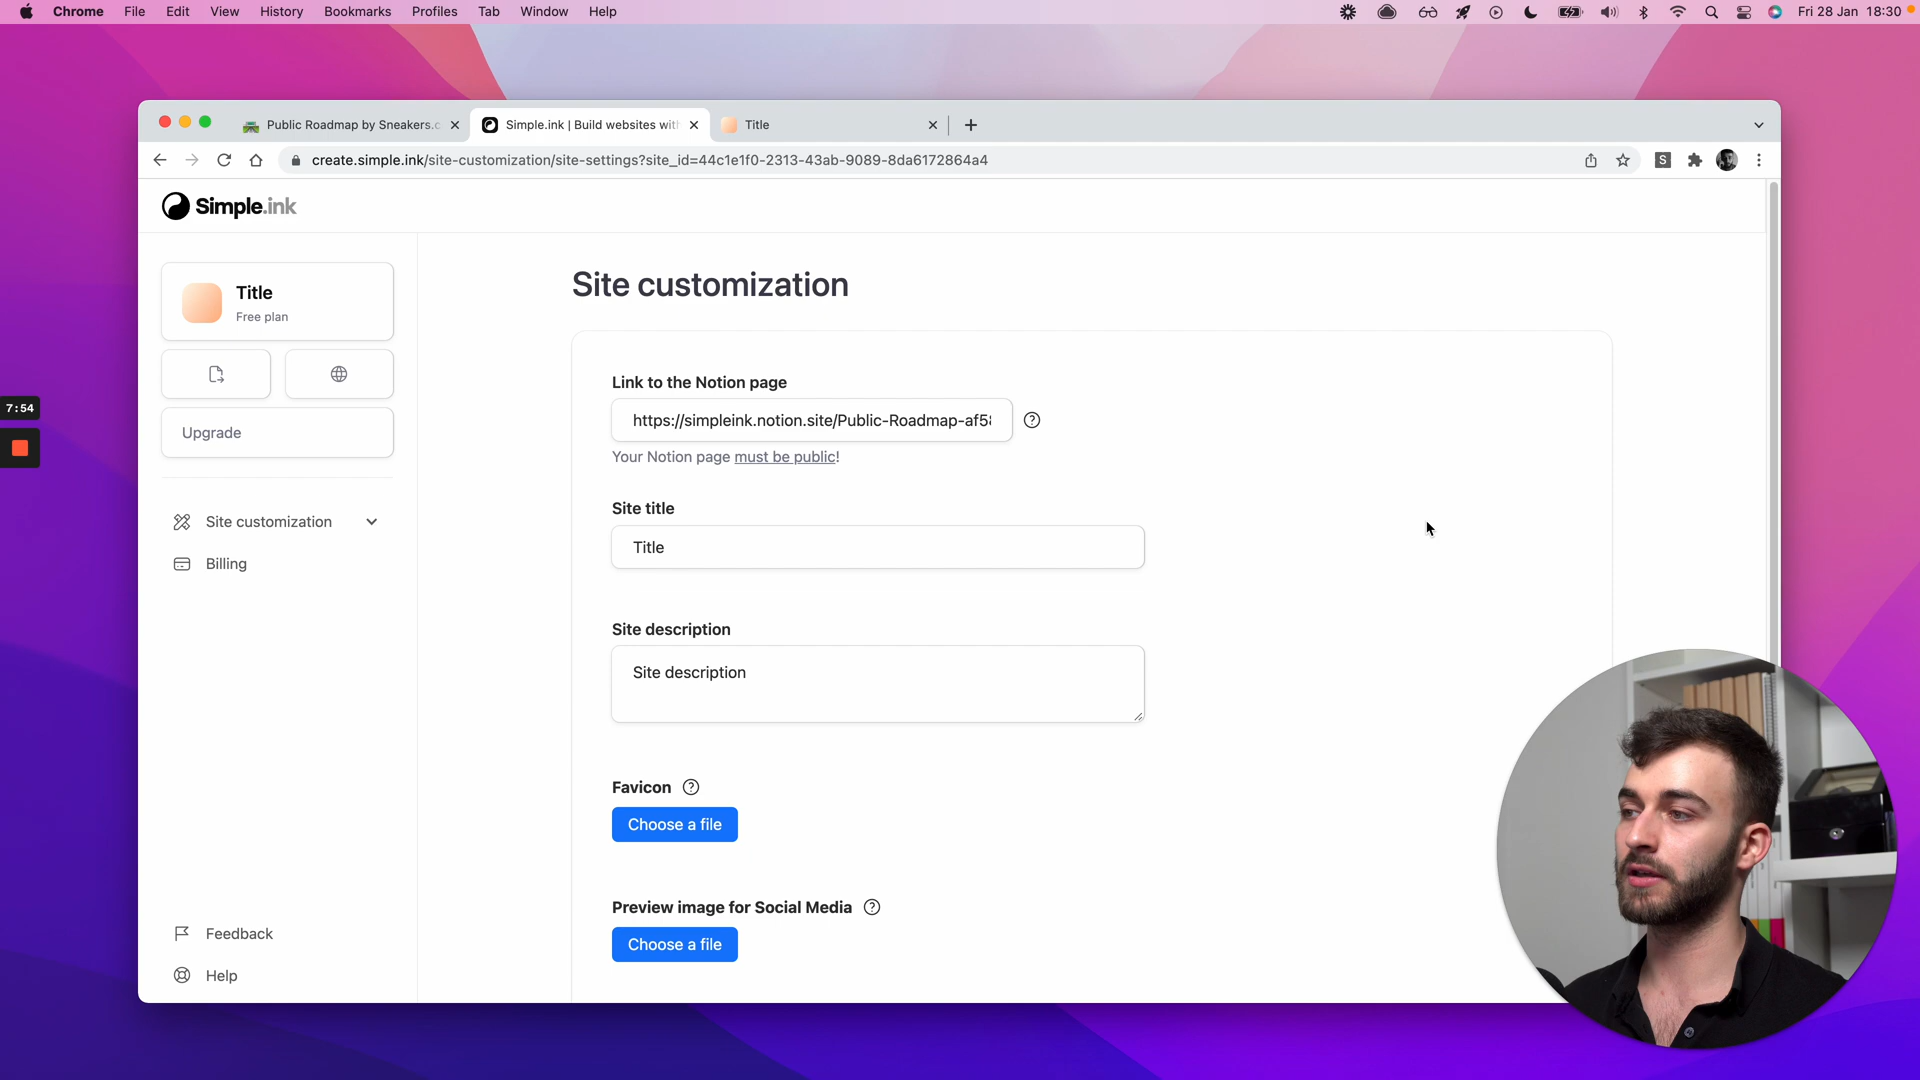 Chrome File Edit View History Bookmarks Profiles Tab Window Help Fri 28 Jan 18:30
Public Roadmap by Sneakers.c Simple.ink | Build websites with Title
create.simple.ink/site-customization/site-settings?site_id=44c1e1f0-2313-43ab-9089-8da6172864a4 S
Simple.ink
Title
Free plan
Upgrade
Site customization
Billing
Feedback
Help
7:54
Site customization
Link to the Notion page
https://simpleink.notion.site/Public-Roadmap-af5
Your Notion page must be public!
Site title
Title
Site description
Site description
Favicon ?
Choose a file
Preview image for Social Media ?
Choose a file